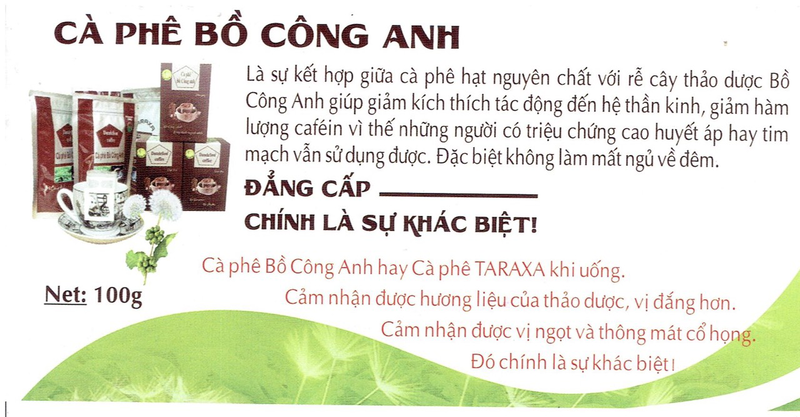 CÀ PHÊ BỒ CÔNG ANH
Là sự kết hợp giữa cà phê hạt nguyên chất với rễ cây thảo dược Bồ
Công Anh giúp giảm kích thích tác động đến hệ thần kinh, giảm hàm
lượng caféin vì thế những người có triệu chứng cao huyết áp hay tim
mạch vẫn sử dụng được. Đặc biệt không làm mất ngủ về đêm.
ĐẲNG CẤP
CHÍNH LÀ SỰ KHÁC BIỆT!
Cà phê Bồ Công Anh hay Cà phê TARAXA khi uống.
Net: 100g
Cảm nhận được hương liệu của thảo dược, vị đắng hơn.
Cảm nhận được vị ngọt và thông mát cổ họng.
Đó chính là sự khác biệt!